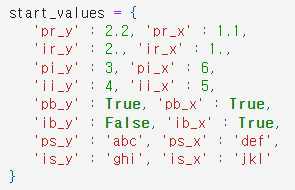 start_values = {
    'pr_y' : 2.2, 'pr_x' : 1.1,
    'ir_y' : 2., 'ir_x' : 1.,
    'pi_y' : 3, 'pi_x' : 6,
    'ii_y' : 4, 'ii_x' : 5,
    'pb_y' : True, 'pb_x' : True,
    'ib_y' : False, 'ib_x' : True,
    'ps_y' : 'abc', 'ps_x' : 'def',
    'is_y' : 'ghi', 'is_x' : 'jkl'
}